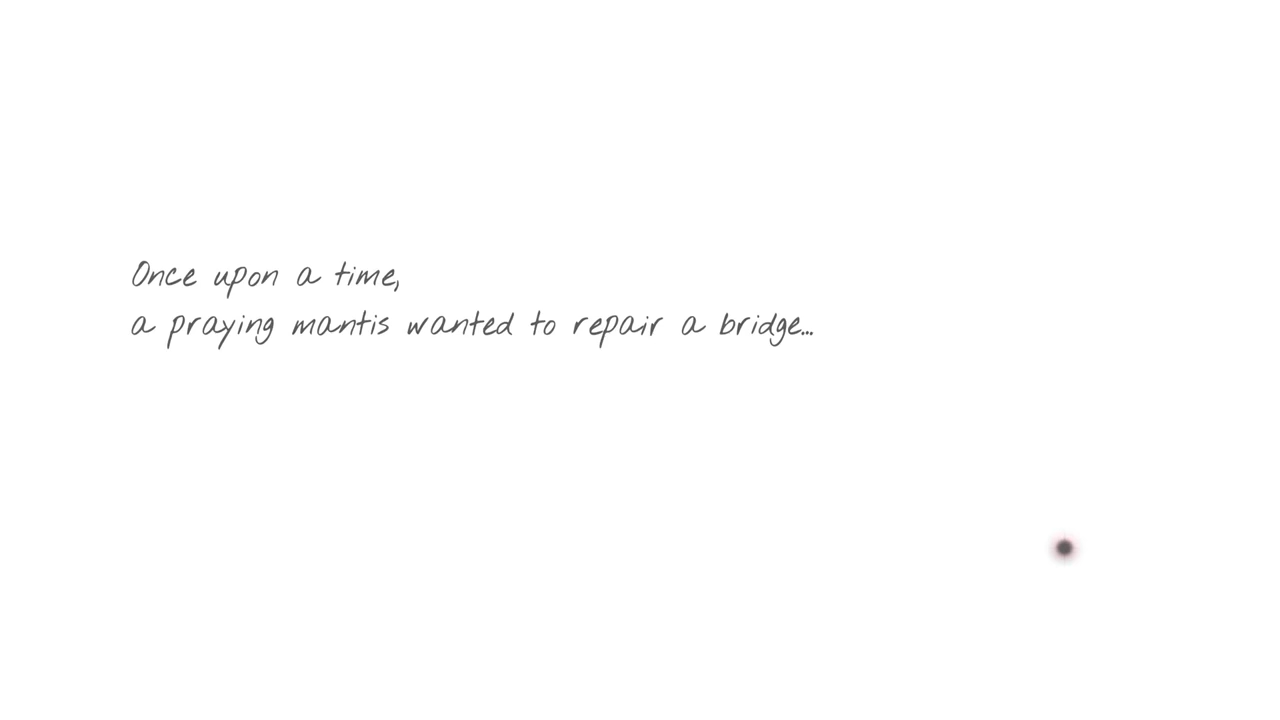 Once upon a time,
a praying mantis wanted to repair a bridge...